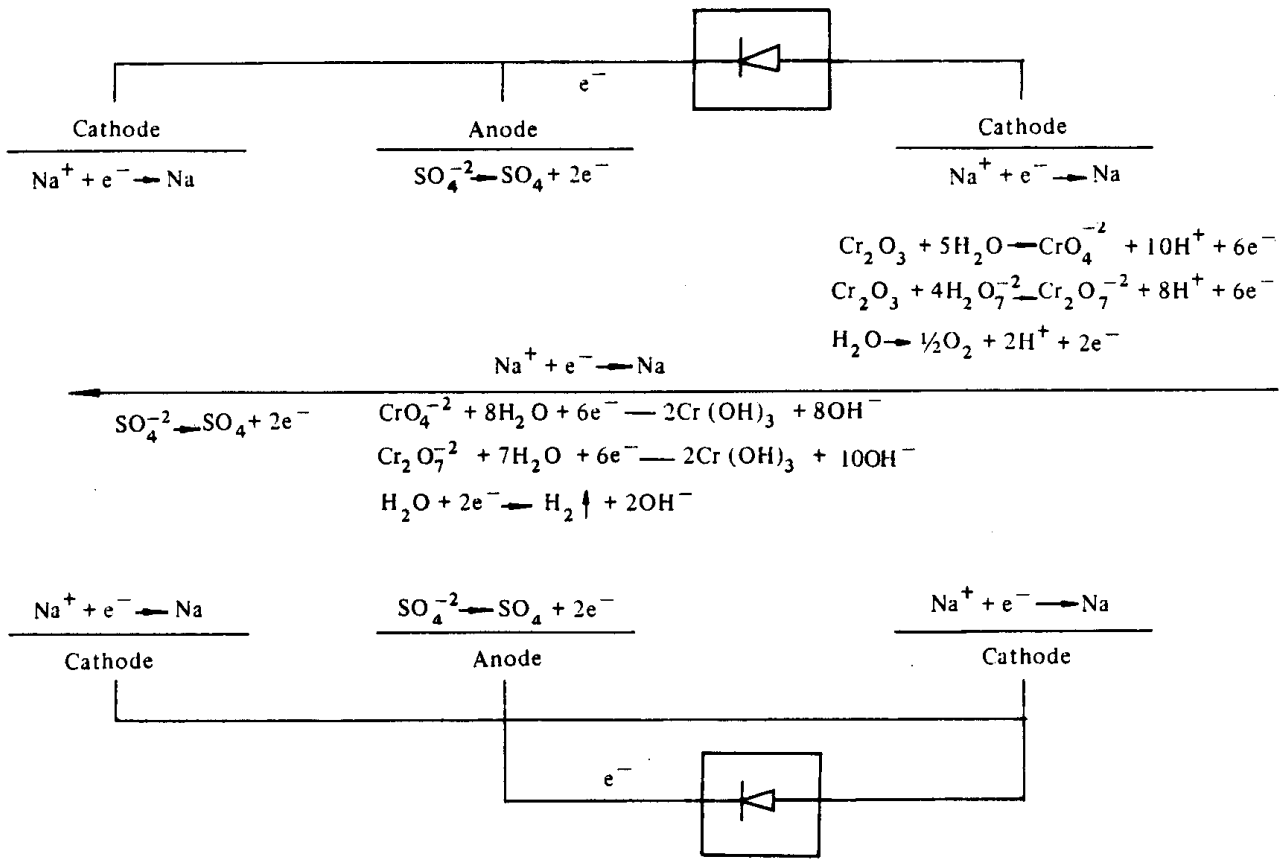 e⁻
Cathode Anode Cathode
Na⁺ + e⁻ → Na SO₄⁻² → SO₄ + 2e⁻ Na⁺ + e⁻ → Na
Cr₂O₃ + 5H₂O → CrO₄⁻² + 10H⁺ + 6e⁻
Cr₂O₃ + 4H₂O₇⁻² → Cr₂O₇⁻² + 8H⁺ + 6e⁻
H₂O → ½O₂ + 2H⁺ + 2e⁻
Na⁺ + e⁻ → Na
SO₄⁻² → SO₄ + 2e⁻ CrO₄⁻² + 8H₂O + 6e⁻ — 2Cr (OH)₃ + 8OH⁻
Cr₂O₇⁻² + 7H₂O + 6e⁻ — 2Cr (OH)₃ + 10OH⁻
H₂O + 2e⁻ → H₂↑ + 2OH⁻
Na⁺ + e⁻ → Na SO₄⁻² → SO₄ + 2e⁻ Na⁺ + e⁻ → Na
Cathode Anode Cathode
e⁻